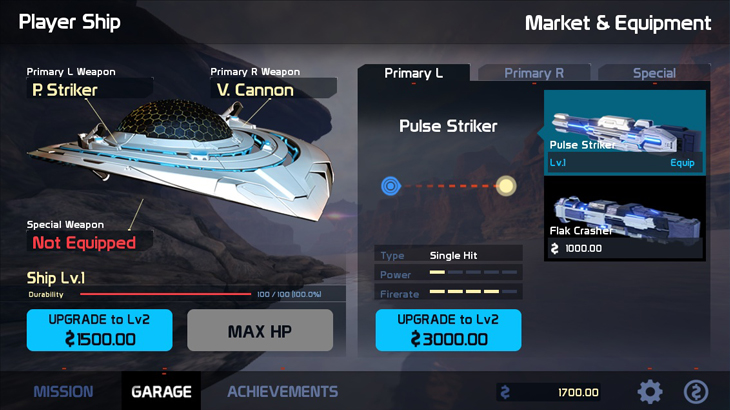 Player Ship
Market & Equipment
Primary L Weapon
P. Striker
Primary R Weapon
V. Cannon
Special Weapon
Not Equipped
Ship Lv.1
Durability
100 / 100 (100.0%)
UPGRADE to Lv2
1500.00
MAX HP
Primary L
Primary R
Special
Pulse Striker
Type
Single Hit
Power
Firerate
UPGRADE to Lv2
3000.00
Pulse Striker
Lv.1
Equip
Flak Crasher
1000.00
MISSION
GARAGE
ACHIEVEMENTS
1700.00